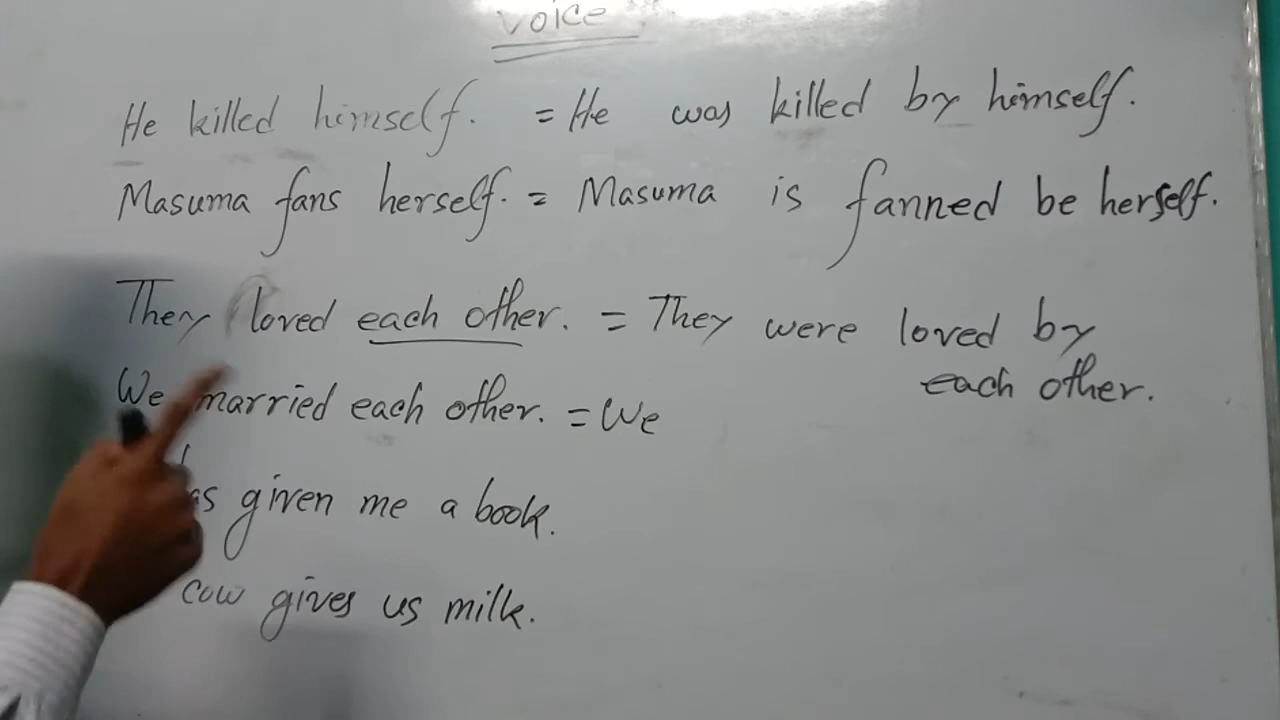 voice
He killed himself. = He was killed by himself.
Masuma fans herself. = Masuma is fanned be herself.
They loved each other. = They were loved by
each other.
We married each other. = We
given me a book.
cow gives us milk.